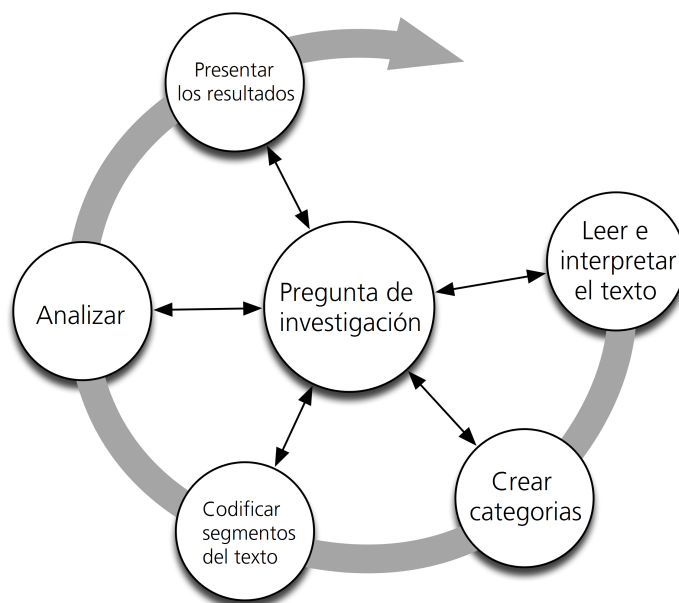 Presentar
los resultados
Leer e
interpretar
el texto
Pregunta de
investigación
Analizar
Crear
categorias
Codificar
segmentos
del texto